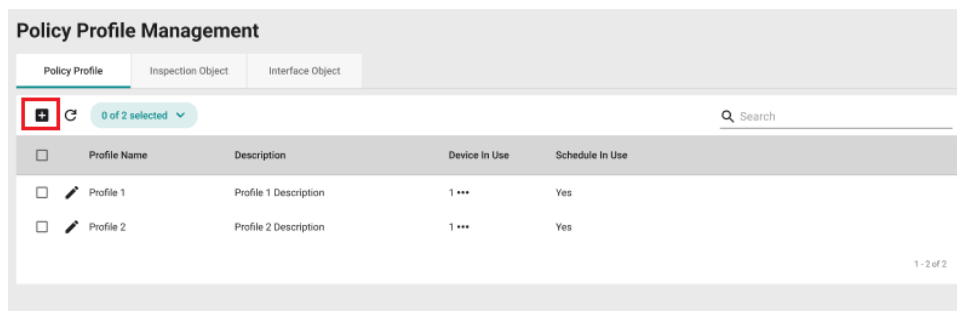 Policy Profile Management
Policy Profile Inspection Object Interface Object
0 of 2 selected Search
Profile Name Description Device In Use Schedule In Use
Profile 1 Profile 1 Description 1 ••• Yes
Profile 2 Profile 2 Description 1 ••• Yes
1 - 2 of 2